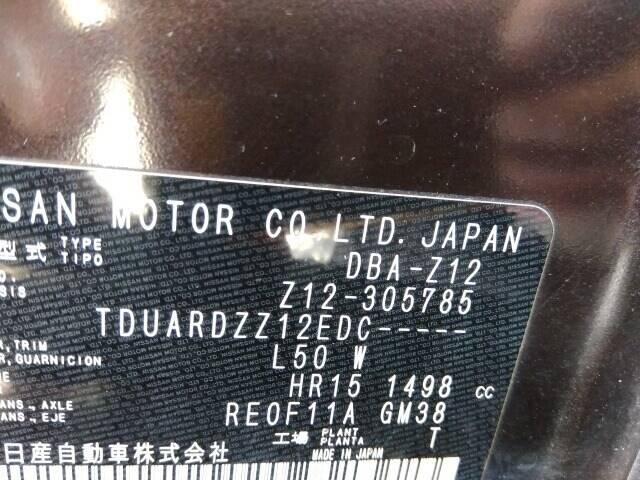 SSAN MOTOR CO.,LTD. JAPAN
型式 TYPE TIPO DBA-Z12
NO.
SIS Z12-305785
TDUARDZZ12EDC-----
, TRIM
R, GUARNICION L50 W
HR15 1498 cc
ANS., AXLE
ANS., EJE RE0F11A GM38
工場 PLANT PLANTA T
日産自動車株式会社 MADE IN JAPAN